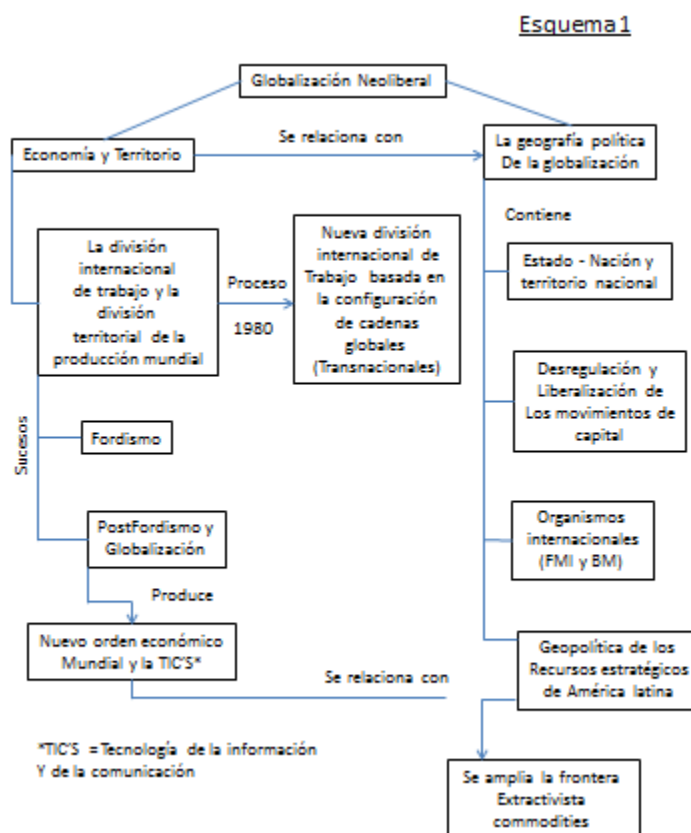 Esquema1
Globalización Neoliberal
Se relaciona con
Economía y Territorio
La geografía política
De la globalización
Contiene
La división
internacional
de trabajo y la
división
territorial de la
producción mundial
Proceso
1980
Nueva división
internacional de
Trabajo basada en
la configuración
de cadenas
globales
(Transnacionales)
Estado - Nación y
territorio nacional
Desregulación y
Liberalización de
Los movimientos de
capital
Sucesos
Fordismo
PostFordismo y
Globalización
Organismos
internacionales
(FMI y BM)
Produce
Nuevo orden económico
Mundial y la TIC'S*
Se relaciona con
Geopolítica de los
Recursos estratégicos
de América latina
*TIC'S =Tecnología de la información
Y de la comunicación
Se amplia la frontera
Extractivista
commodities